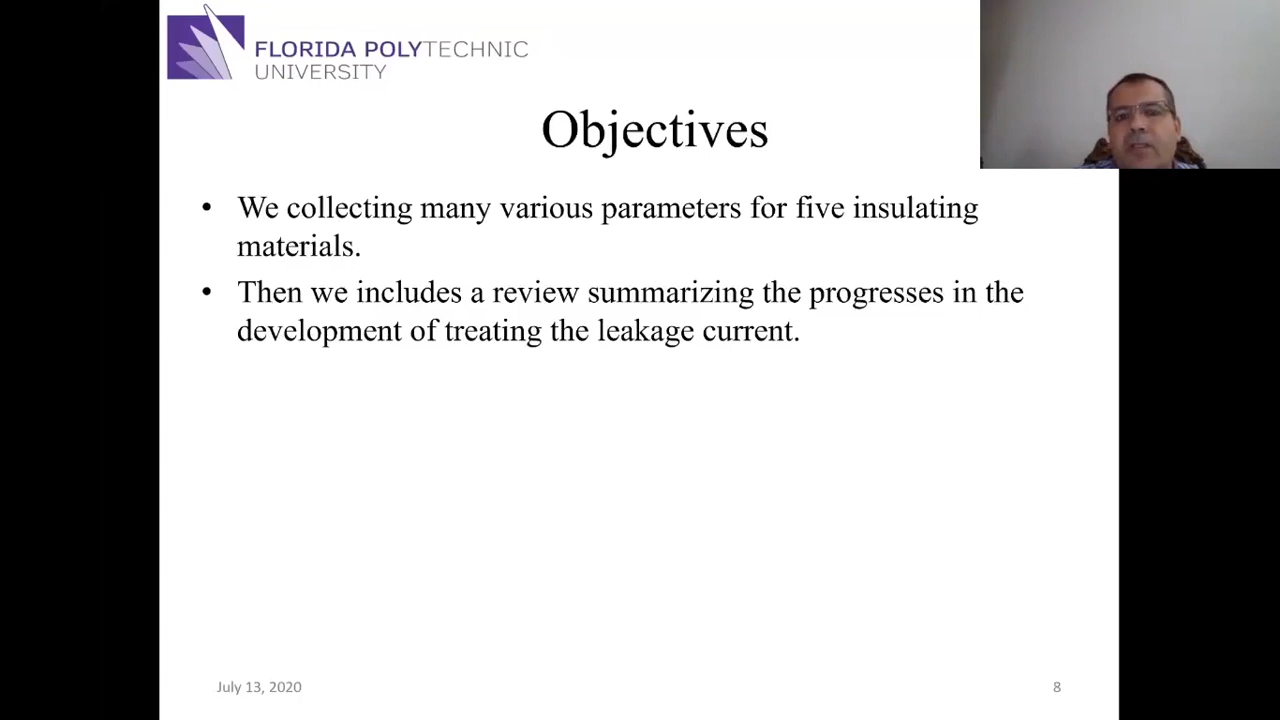 FLORIDA POLYTECHNIC
UNIVERSITY
Objectives
• We collecting many various parameters for five insulating
materials.
• Then we includes a review summarizing the progresses in the
development of treating the leakage current.
July 13, 2020
8